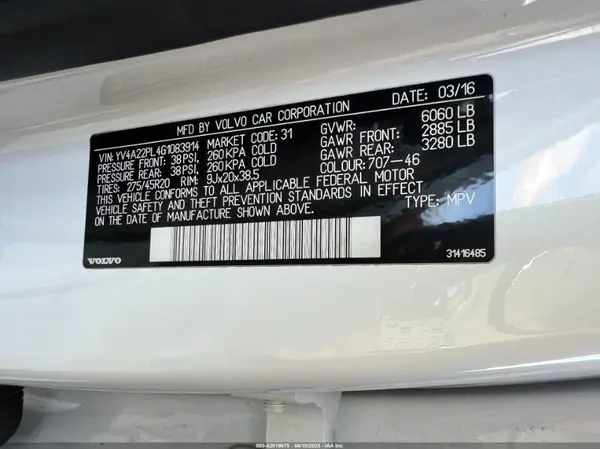 MFD BY VOLVO CAR CORPORATION DATE: 03/16
VIN: YV4A22PL4G1083914 MARKET CODE: 31 GVWR: 6060 LB
PRESSURE FRONT: 38PSI, 260KPA COLD GAWR FRONT: 2885 LB
PRESSURE REAR: 38PSI, 260KPA COLD GAWR REAR: 3280 LB
TIRES: 275/45R20 RIM: 9JX20x38.5 COLOUR: 707-46
THIS VEHICLE CONFORMS TO ALL APPLICABLE FEDERAL MOTOR
VEHICLE SAFETY AND THEFT PREVENTION STANDARDS IN EFFECT
ON THE DATE OF MANUFACTURE SHOWN ABOVE. TYPE: MPV
VOLVO 31416485